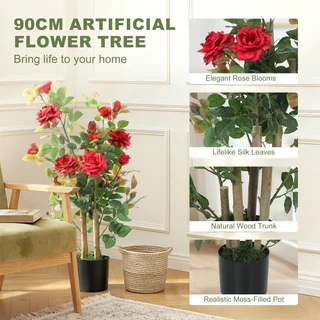 90CM ARTIFICIAL
FLOWER TREE
Bring life to your home
Elegant Rose Blooms
Lifelike Silk Leaves
Natural Wood Trunk
Realistic Moss-Filled Pot